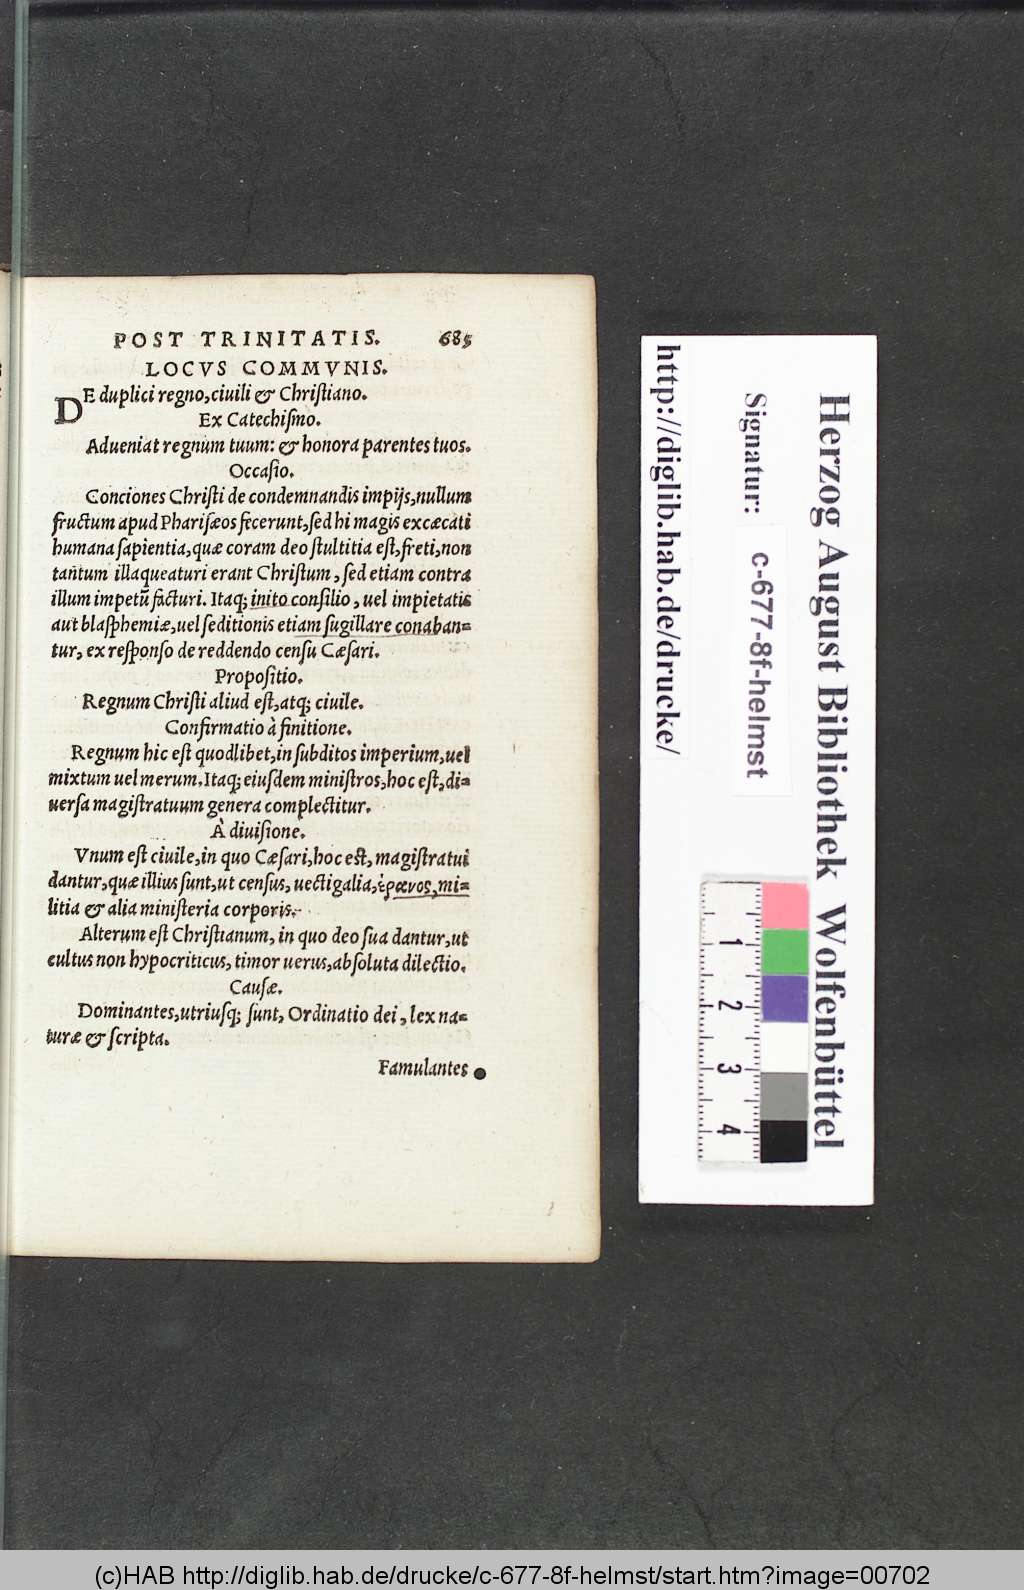 POST TRINITATIS. 685
LOCVS COMMVNIS.
DE duplici regno, ciuili & Chriſtiano.
Ex Catechiſmo.
Adueniat regnum tuum: & honora parentes tuos.
Occaſio.
Conciones Chriſti de condemnandis impijs, nullum
fructum apud Phariſæos fecerunt, ſed hi magis excæcati
humana ſapientia, quæ coram deo ſtultitia eſt, freti, non
tantum illaqueaturi erant Chriſtum, ſed etiam contra
illum impetū facturi. Itaq; inito conſilio, uel impietatis
aut blaſphemiæ, uel ſeditionis etiam ſugillare conaban-
tur, ex reſponſo de reddendo cenſu Cæſari.
Propoſitio.
Regnum Chriſti aliud eſt, atq; ciuile.
Confirmatio à finitione.
Regnum hic eſt quodlibet, in ſubditos imperium, uel
mixtum uel merum. Itaq; eiuſdem miniſtros, hoc eſt, di-
uerſa magiſtratuum genera complectitur.
À diuiſione.
Vnum eſt ciuile, in quo Cæſari, hoc eſt, magiſtratui
dantur, quæ illius ſunt, ut cenſus, uectigalia, ἐρανος, mi-
litia & alia miniſteria corporis.
Alterum eſt Chriſtianum, in quo deo ſua dantur, ut
cultus non hypocriticus, timor uerus, abſoluta dilectio.
Cauſæ.
Dominantes, utriuſq; ſunt, Ordinatio dei, lex na-
turæ & ſcripta.
Famulantes
http://diglib.hab.de/drucke/
Signatur: c-677-8f-helmst
Herzog August Bibliothek Wolfenbüttel
1
2
3
4
(c)HAB http://diglib.hab.de/drucke/c-677-8f-helmst/start.htm?image=00702